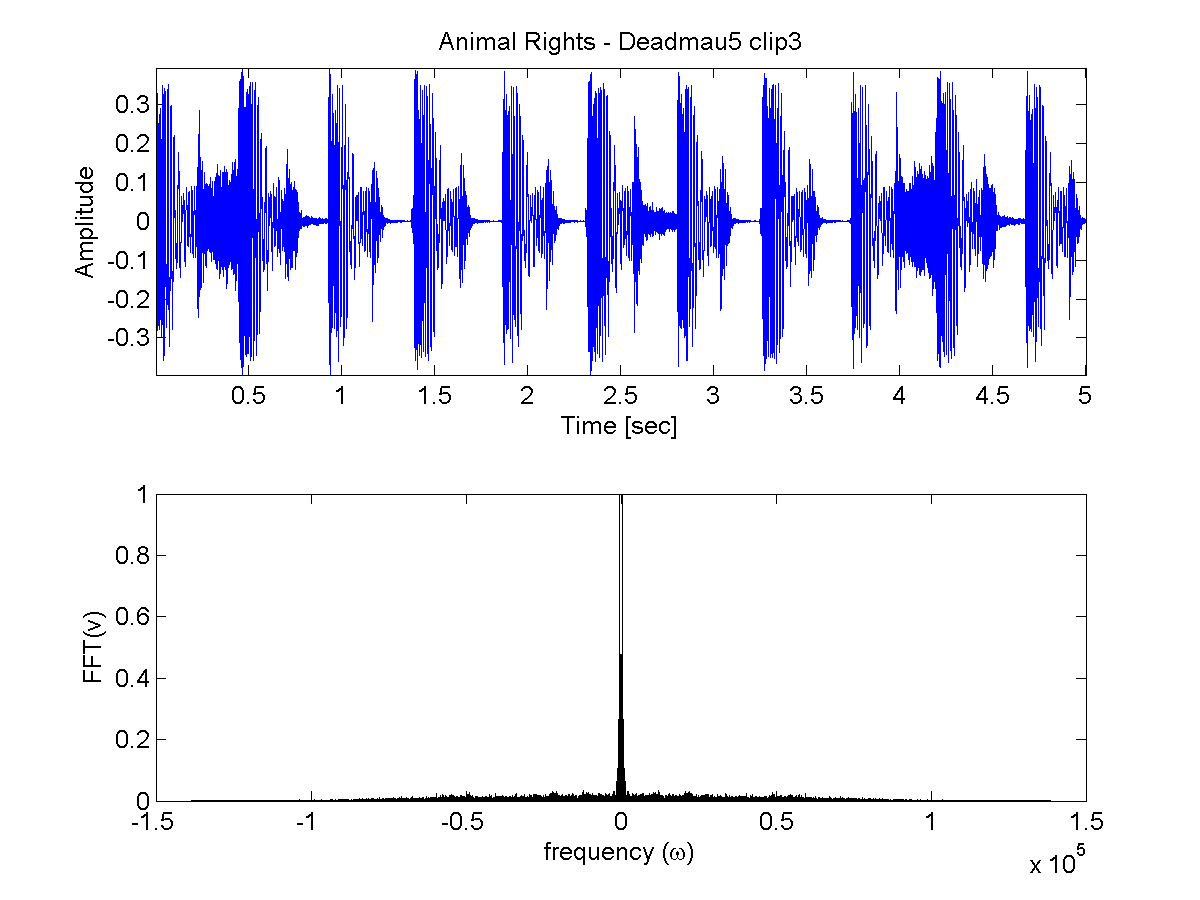 Animal Rights - Deadmau5 clip3
0.3
0.2
0.1
0
-0.1
-0.2
-0.3
Amplitude
0.5 1 1.5 2 2.5 3 3.5 4 4.5 5
Time [sec]
1
0.8
0.6
0.4
0.2
0
FFT(v)
-1.5 -1 -0.5 0 0.5 1 1.5
frequency (ω)
x 10^5